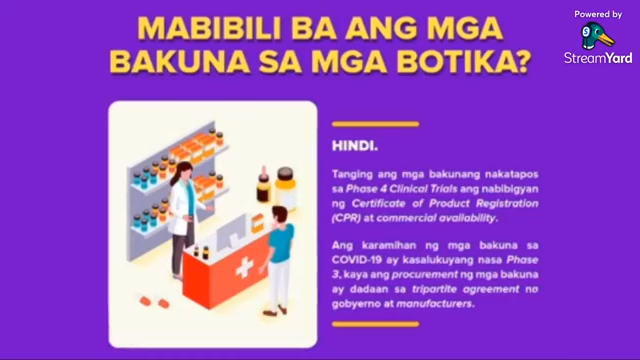 MABIBILI BA ANG MGA
BAKUNA SA MGA BOTIKA?
Powered by
StreamYard
HINDI.
Tanging ang mga bakunang nakatapos
sa Phase 4 Clinical Trials ang nabibigyan
ng Certificate of Product Registration
(CPR) at commercial availability.
Ang karamihan ng mga bakuna sa
COVID-19 ay kasalukuyang nasa Phase
3, kaya ang procurement ng mga bakuna
ay dadaan sa tripartite agreement no
gobyerno at manufacturers.